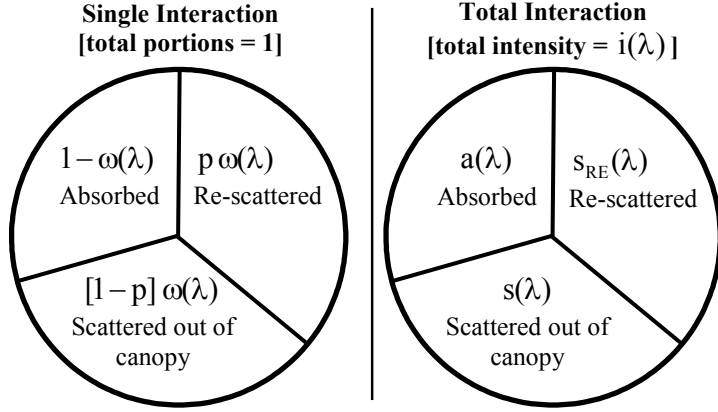 Single Interaction
[total portions = 1]
1 − ω(λ)
Absorbed
p ω(λ)
Re-scattered
[1 − p] ω(λ)
Scattered out of
canopy
Total Interaction
[total intensity = i(λ) ]
a(λ)
Absorbed
s_RE(λ)
Re-scattered
s(λ)
Scattered out of
canopy